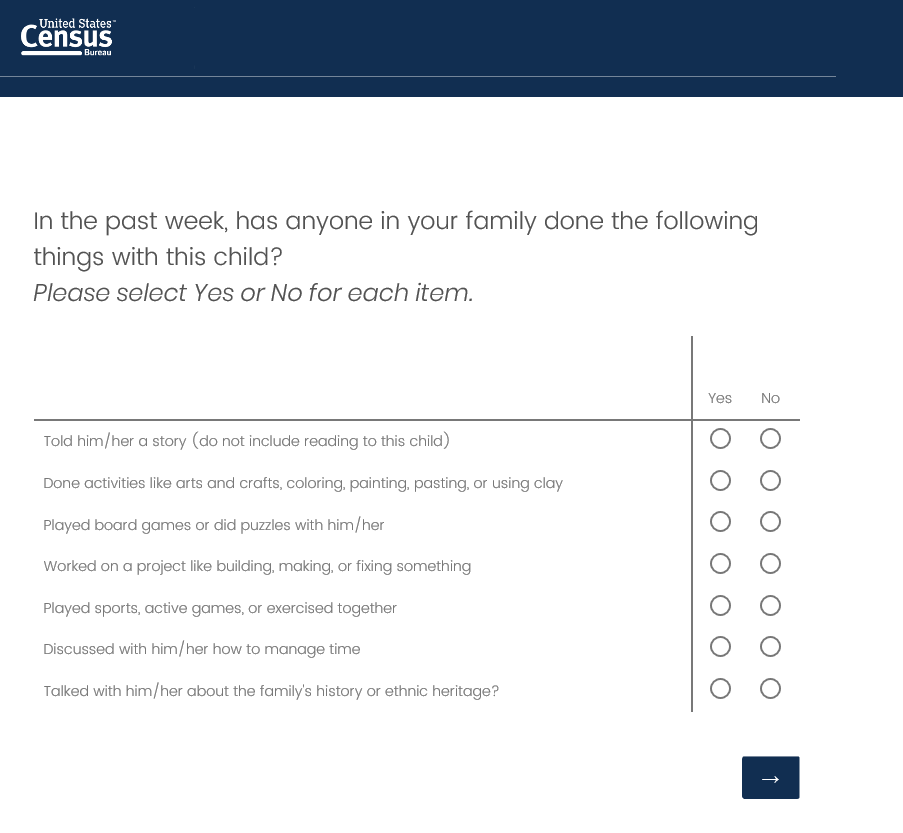 United States™
Census
Bureau
In the past week, has anyone in your family done the following
things with this child?
Please select Yes or No for each item.
Yes No
Told him/her a story (do not include reading to this child)
Done activities like arts and crafts, coloring, painting, pasting, or using clay
Played board games or did puzzles with him/her
Worked on a project like building, making, or fixing something
Played sports, active games, or exercised together
Discussed with him/her how to manage time
Talked with him/her about the family's history or ethnic heritage?
→